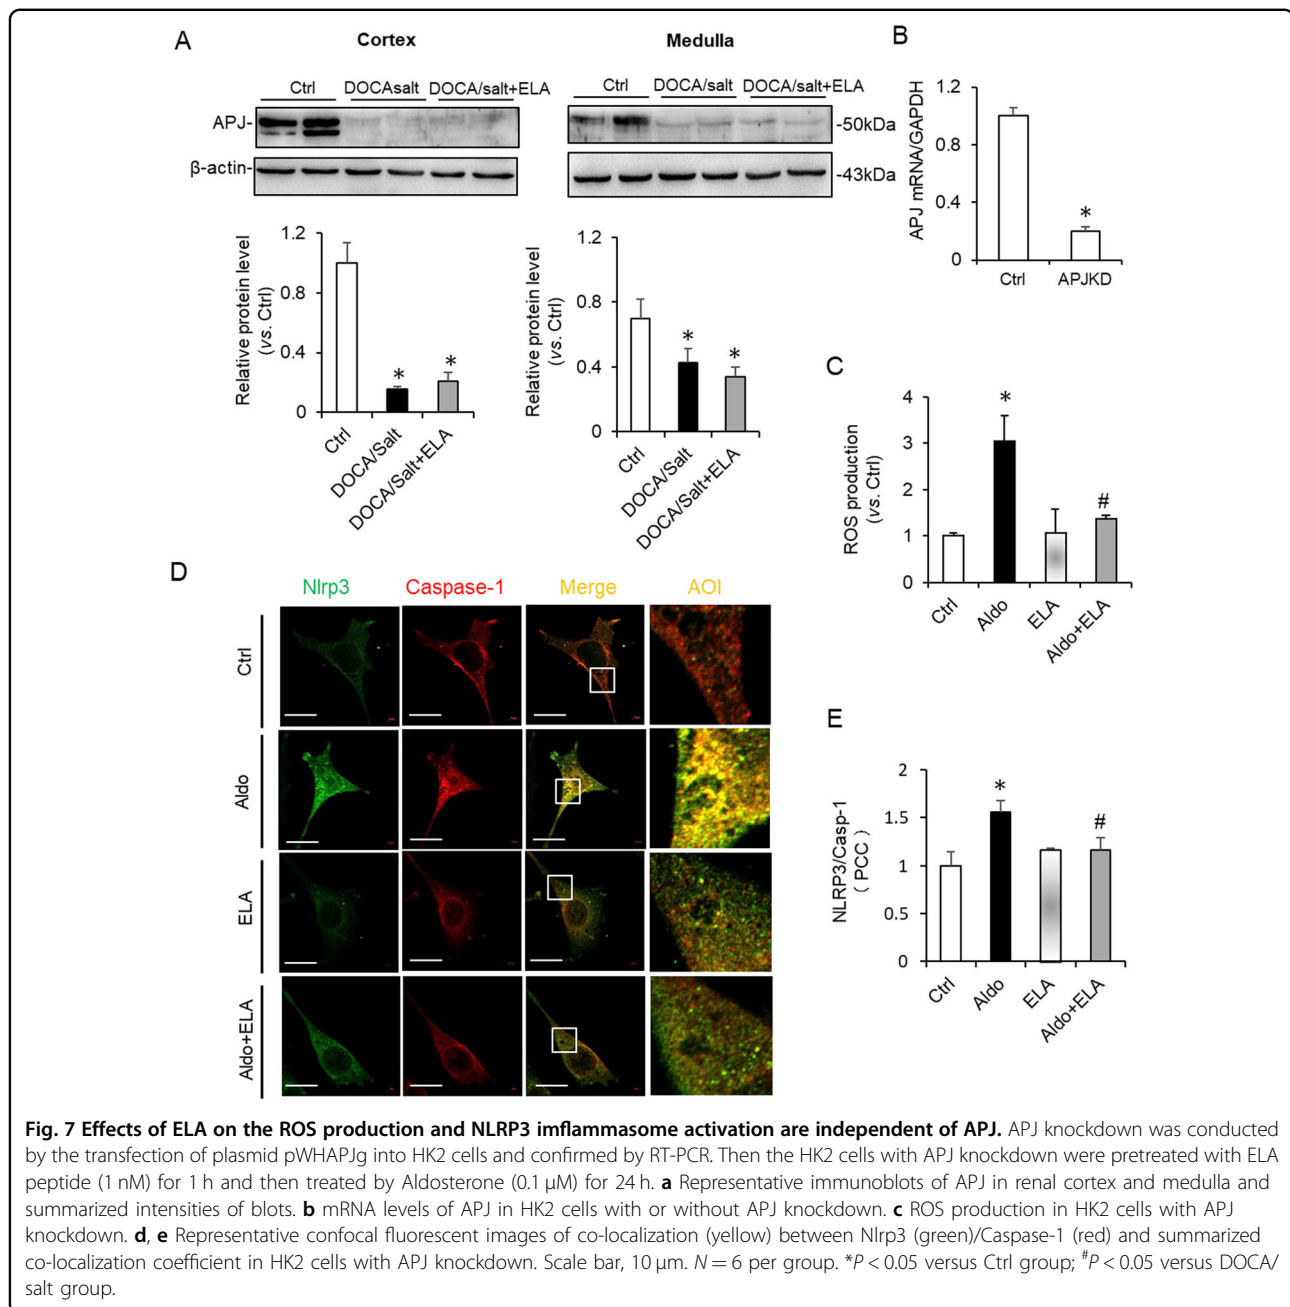 A
Cortex
Medulla
Ctrl DOCAsalt DOCA/salt+ELA
Ctrl DOCA/salt DOCA/salt+ELA
APJ-
-50kDa
β-actin-
-43kDa
Relative protein level
(vs. Ctrl)
1.2
0.8
0.4
0
*
*
Ctrl
DOCA/Salt
DOCA/Salt+ELA
Relative protein level
(vs. Ctrl)
1.2
0.8
0.4
0
*
*
Ctrl
DOCA/Salt
DOCA/Salt+ELA
B
APJ mRNA/GAPDH
1.2
0.8
0.4
0
*
Ctrl
APJKD
C
ROS production
(vs. Ctrl)
4
3
2
1
0
*
#
Ctrl
Aldo
ELA
Aldo+ELA
D
Nlrp3 Caspase-1 Merge AOI
Ctrl
Aldo
ELA
Aldo+ELA
E
NLRP3/Casp-1
( PCC )
2
1.5
1
0.5
0
*
#
Ctrl
Aldo
ELA
Aldo+ELA
Fig. 7 Effects of ELA on the ROS production and NLRP3 imflammasome activation are independent of APJ. APJ knockdown was conducted
by the transfection of plasmid pWHAPJg into HK2 cells and confirmed by RT-PCR. Then the HK2 cells with APJ knockdown were pretreated with ELA
peptide (1 nM) for 1 h and then treated by Aldosterone (0.1 μM) for 24 h. a Representative immunoblots of APJ in renal cortex and medulla and
summarized intensities of blots. b mRNA levels of APJ in HK2 cells with or without APJ knockdown. c ROS production in HK2 cells with APJ
knockdown. d, e Representative confocal fluorescent images of co-localization (yellow) between Nlrp3 (green)/Caspase-1 (red) and summarized
co-localization coefficient in HK2 cells with APJ knockdown. Scale bar, 10 μm. N = 6 per group. *P < 0.05 versus Ctrl group; #P < 0.05 versus DOCA/
salt group.